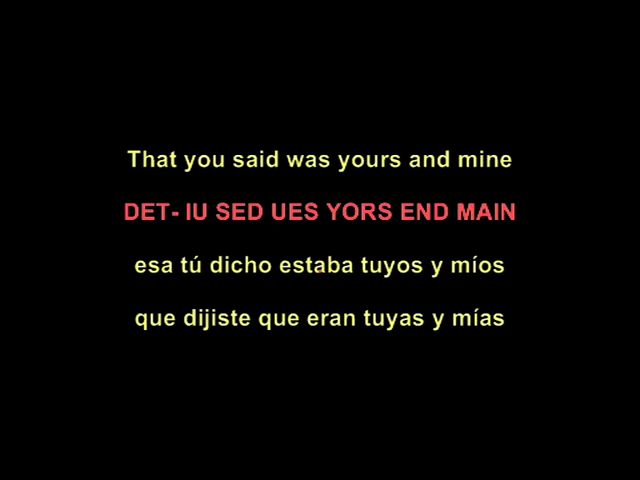 That you said was yours and mine
DET- IU SED UES YORS END MAIN
esa tú dicho estaba tuyos y míos
que dijiste que eran tuyas y mías